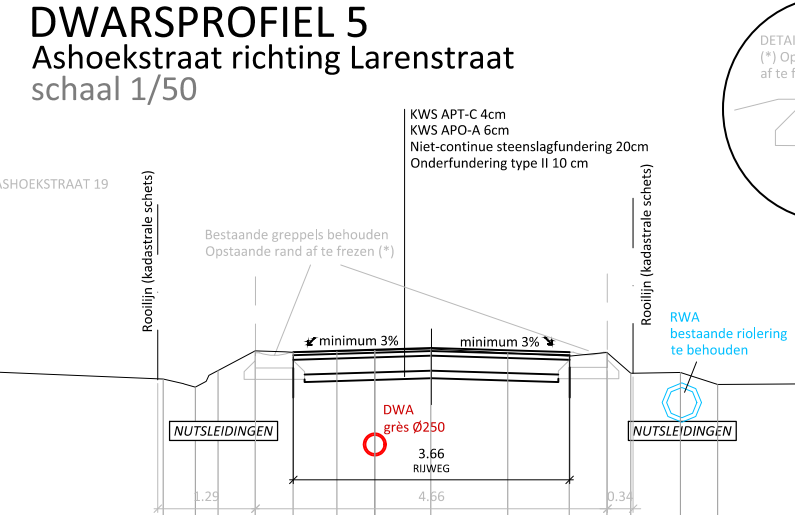 DWARSPROFIEL 5
Ashoekstraat richting Larenstraat
schaal 1/50
DETAI
(*) Op
af te f
KWS APT-C 4cm
KWS APO-A 6cm
Niet-continue steenslagfundering 20cm
Onderfundering type II 10 cm
ASHOEKSTRAAT 19
Rooilijn (kadastrale schets)
Bestaande greppels behouden
Opstaande rand af te frezen (*)
Rooilijn (kadastrale schets)
RWA
bestaande riolering
te behouden
minimum 3%
minimum 3%
DWA
grès Ø250
NUTSLEIDINGEN
NUTSLEIDINGEN
3.66
RIJWEG
1.29
4.66
0.34